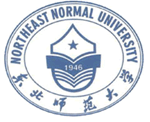 NORTHEAST NORMAL UNIVERSITY
1946
东北师范大学